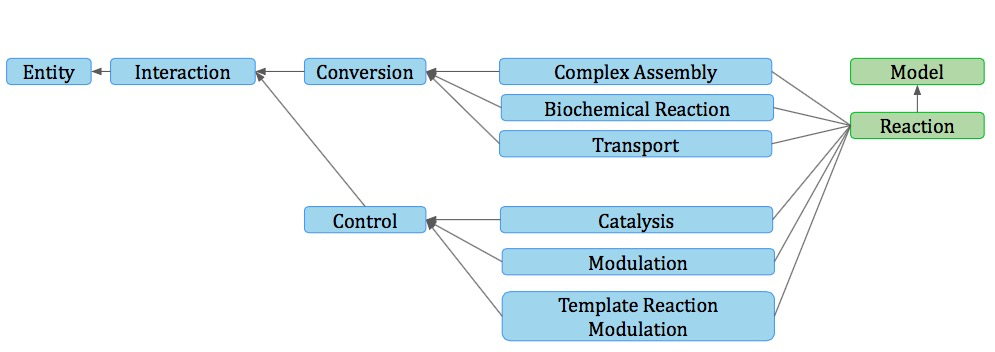 Entity
Interaction
Conversion
Complex Assembly
Model
Biochemical Reaction
Reaction
Transport
Control
Catalysis
Modulation
Template Reaction
Modulation